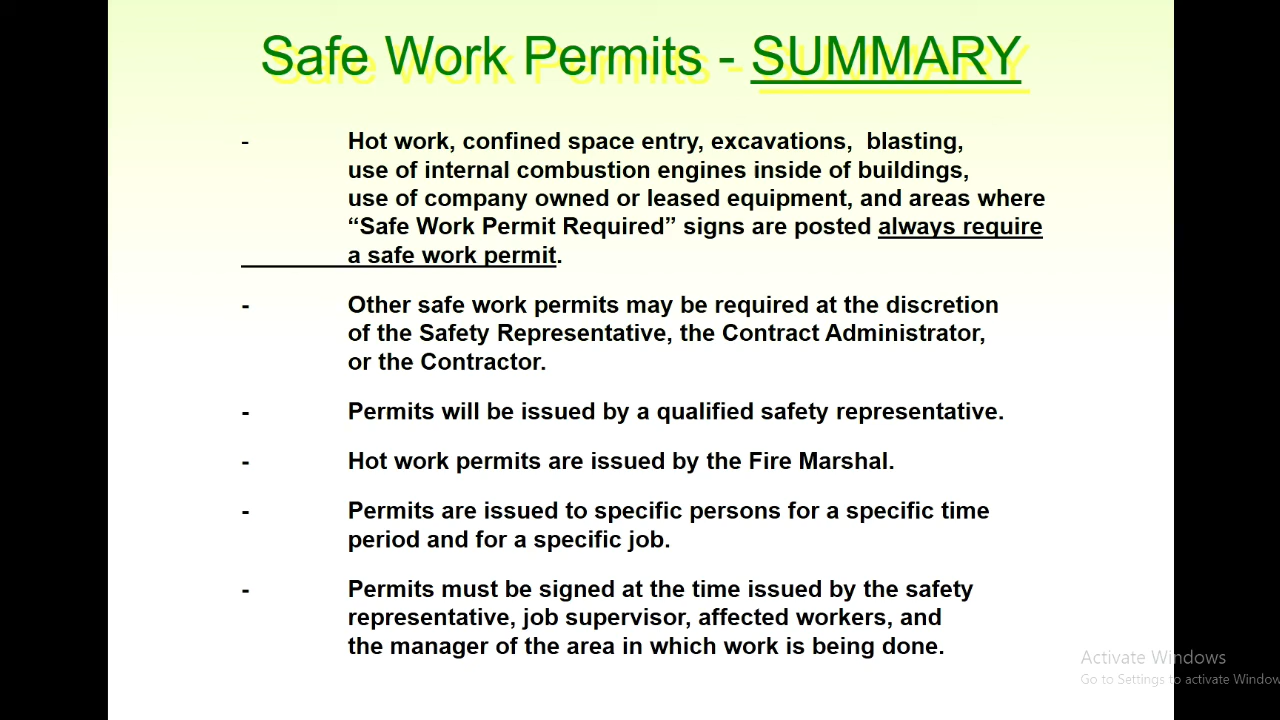 Safe Work Permits - SUMMARY
- Hot work, confined space entry, excavations, blasting,
use of internal combustion engines inside of buildings,
use of company owned or leased equipment, and areas where
“Safe Work Permit Required” signs are posted always require
a safe work permit.
- Other safe work permits may be required at the discretion
of the Safety Representative, the Contract Administrator,
or the Contractor.
- Permits will be issued by a qualified safety representative.
- Hot work permits are issued by the Fire Marshal.
- Permits are issued to specific persons for a specific time
period and for a specific job.
- Permits must be signed at the time issued by the safety
representative, job supervisor, affected workers, and
the manager of the area in which work is being done.
Activate Windows
Go to Settings to activate Window